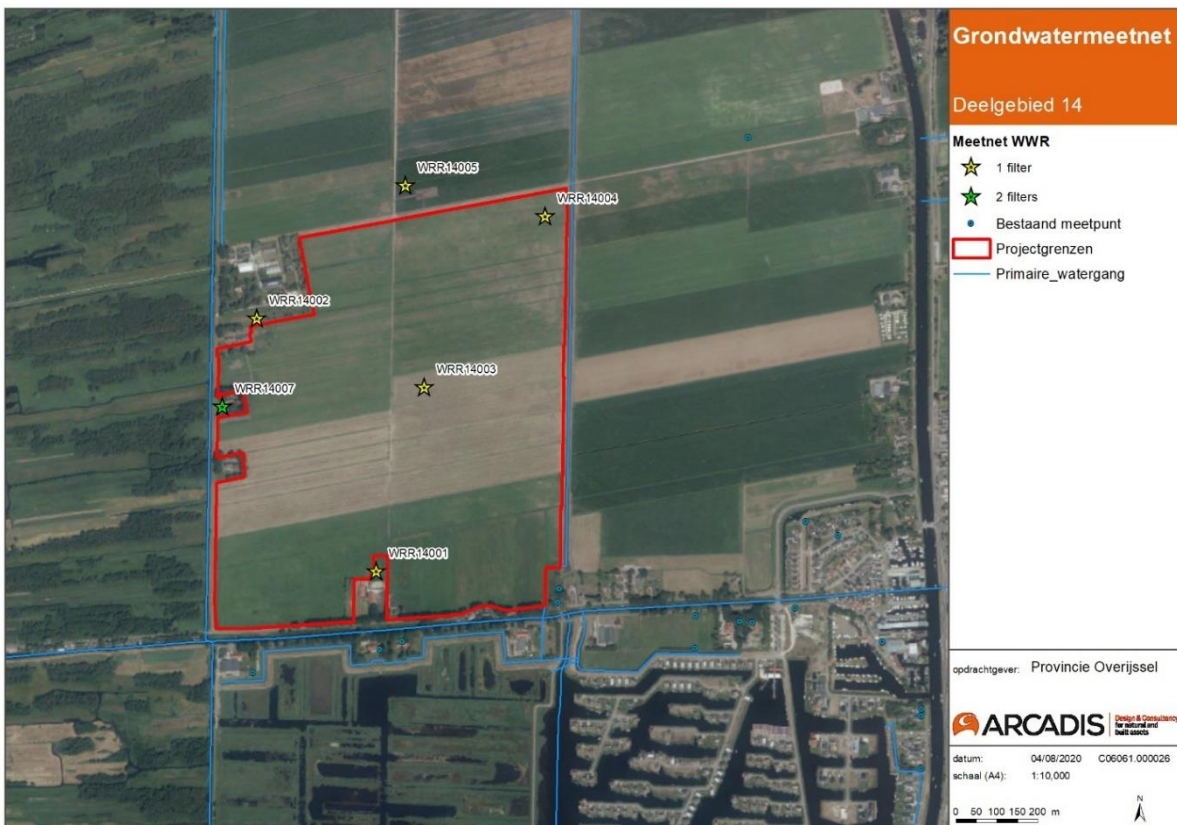 Grondwatermeetnet
Deelgebied 14
Meetnet WWR
1 filter
2 filters
Bestaand meetpunt
Projectgrenzen
Primaire_watergang
WRR14005
WRR14004
WRR14002
WRR14003
WRR14007
WRR14001
opdrachtgever: Provincie Overijssel
ARCADIS Design & Consultancy
for natural and
built assets
datum: 04/08/2020 C06061.000026
schaal (A4): 1:10,000
0 50 100 150 200 m
N